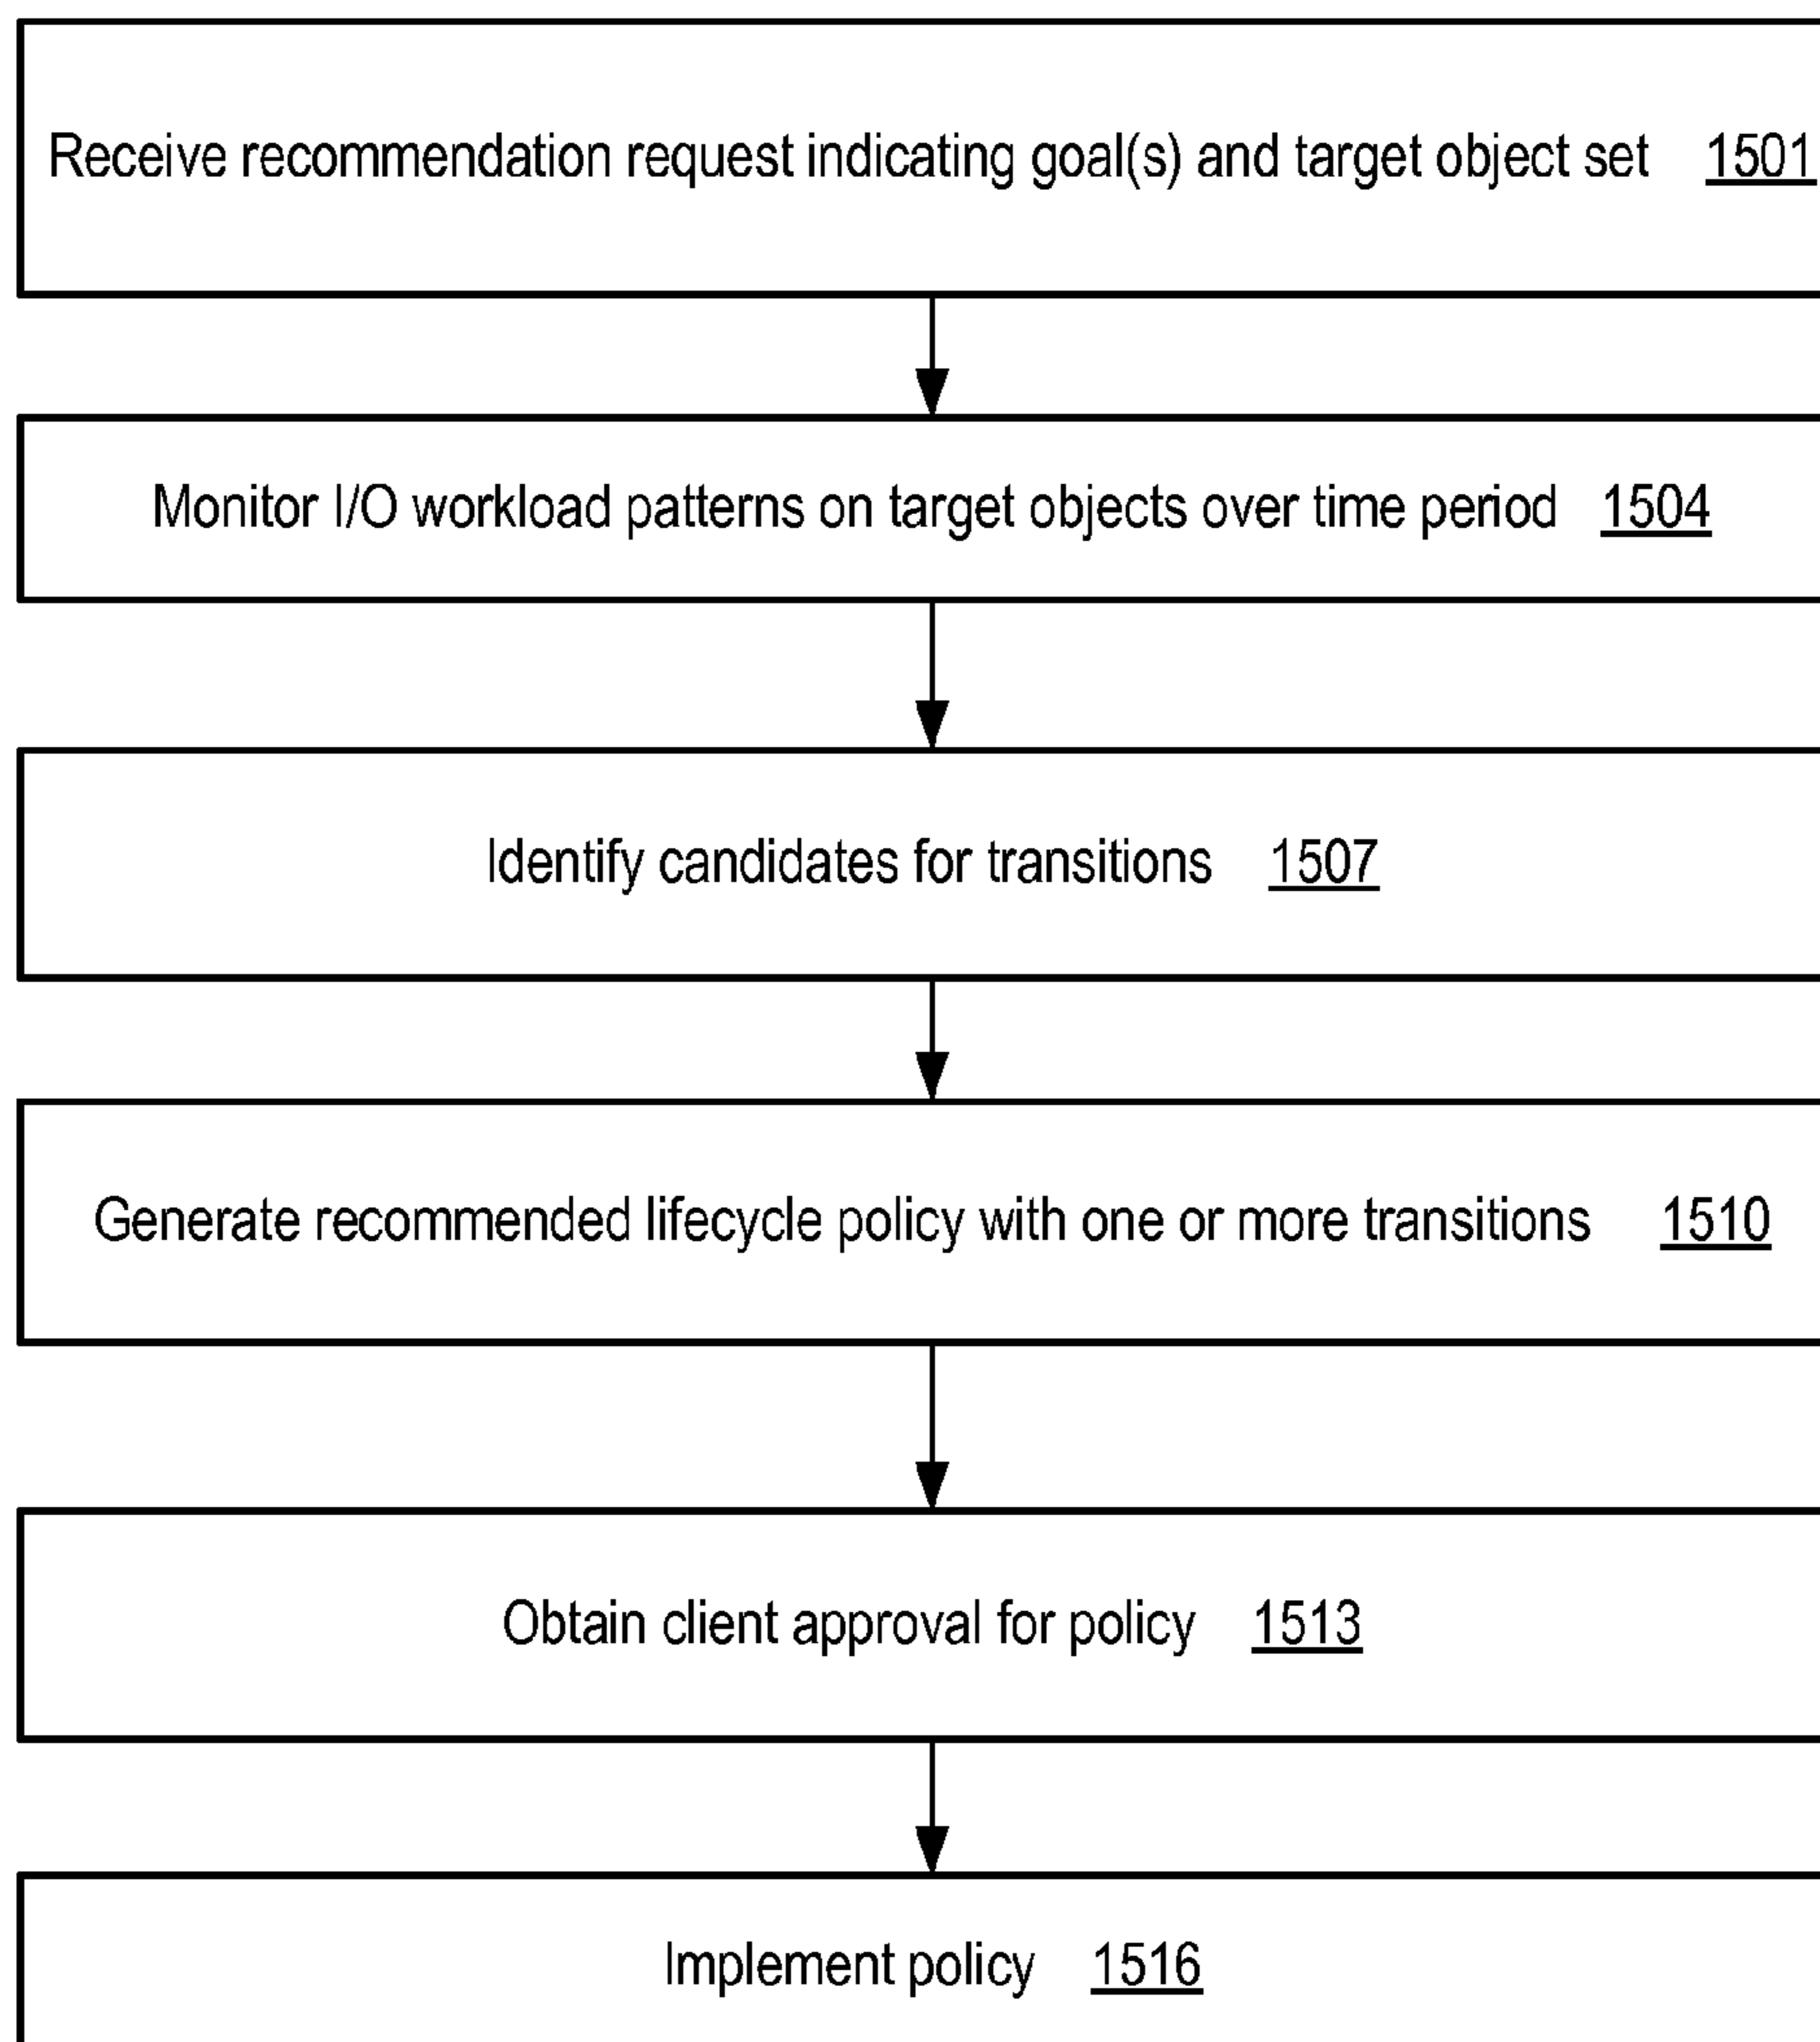 Receive recommendation request indicating goal(s) and target object set 1501
Monitor I/O workload patterns on target objects over time period 1504
Identify candidates for transitions 1507
Generate recommended lifecycle policy with one or more transitions 1510
Obtain client approval for policy 1513
Implement policy 1516